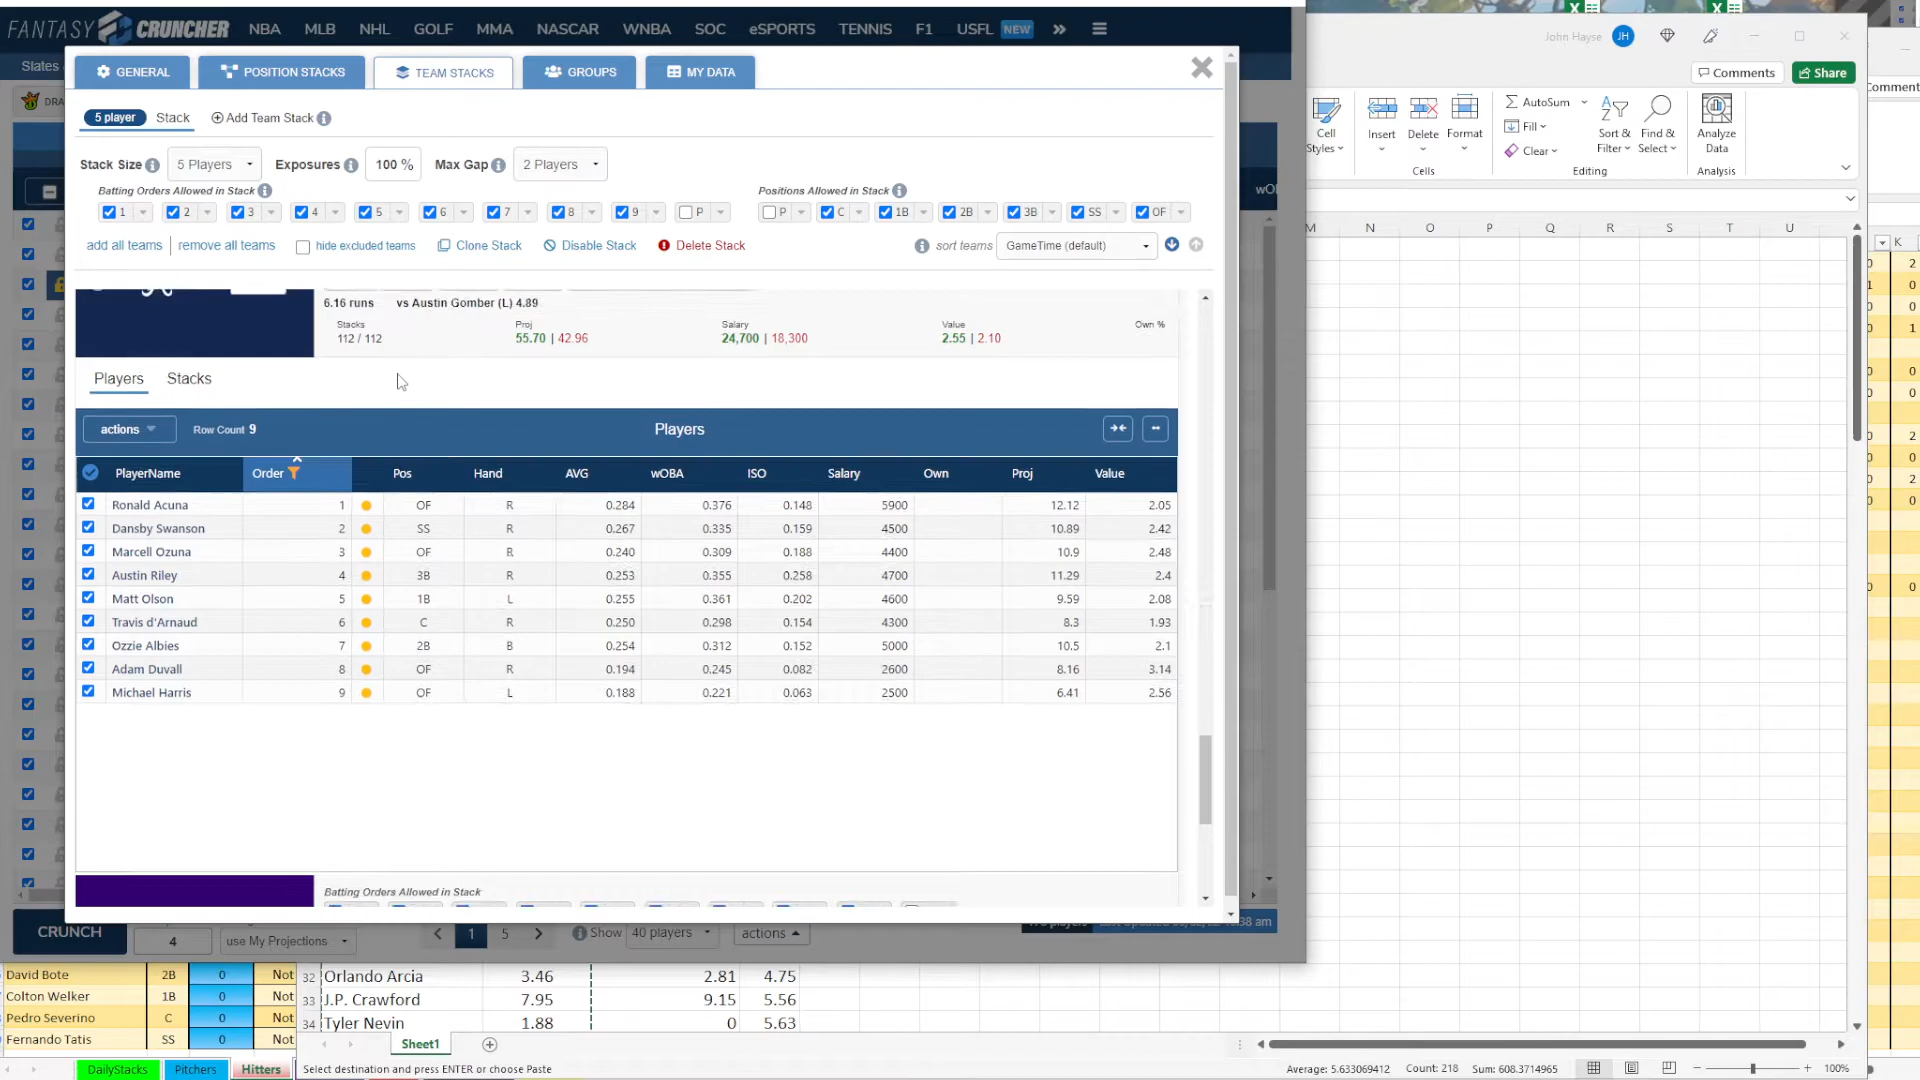 FANTASY CRUNCHER NBA MLB NHL GOLF MMA NASCAR WNBA SOC eSPORTS TENNIS F1 USFL NEW
Slates
DRA
GENERAL POSITION STACKS TEAM STACKS GROUPS MY DATA
5 player Stack Add Team Stack
Stack Size 5 Players Exposures 100 % Max Gap 2 Players
Batting Orders Allowed in Stack
1 2 3 4 5 6 7 8 9 P
Positions Allowed in Stack
P C 1B 2B 3B SS OF
add all teams remove all teams hide excluded teams Clone Stack Disable Stack Delete Stack sort teams GameTime (default)
6.16 runs vs Austin Gomber (L) 4.89
Stacks Proj Salary Value Own %
112 / 112 55.70 | 42.96 24,700 | 18,300 2.55 | 2.10
Players Stacks
actions Row Count 9 Players
PlayerName Order Pos Hand AVG wOBA ISO Salary Own Proj Value
Ronald Acuna 1 OF R 0.284 0.376 0.148 5900 12.12 2.05
Dansby Swanson 2 SS R 0.267 0.335 0.159 4500 10.89 2.42
Marcell Ozuna 3 OF R 0.240 0.309 0.188 4400 10.9 2.48
Austin Riley 4 3B R 0.253 0.355 0.258 4700 11.29 2.4
Matt Olson 5 1B L 0.255 0.361 0.202 4600 9.59 2.08
Travis d'Arnaud 6 C R 0.250 0.298 0.154 4300 8.3 1.93
Ozzie Albies 7 2B B 0.254 0.312 0.152 5000 10.5 2.1
Adam Duvall 8 OF R 0.194 0.245 0.082 2600 8.16 3.14
Michael Harris 9 OF L 0.188 0.221 0.063 2500 6.41 2.56
Batting Orders Allowed in Stack
CRUNCH 4 use My Projections 1 5 Show 40 players actions
38 am
John Hayse JH
Comments Share
Comment
Cell Styles Insert Delete Format AutoSum Fill Clear Sort & Filter Find & Select Analyze Data
Cells Editing Analysis
M N O P Q R S T U
K
2
0
0
1
0
0
2
0
2
0
0
David Bote 2B 0 Not
Colton Welker 1B 0 Not
Pedro Severino C 0 Not
Fernando Tatis SS 0 Not
32 Orlando Arcia 3.46 2.81 4.75
33 J.P. Crawford 7.95 9.15 5.56
34 Tyler Nevin 1.88 0 5.63
Sheet1
DailyStacks Pitchers Hitters
Select destination and press ENTER or choose Paste
Average: 5.633069412 Count: 218 Sum: 608.3714965 100%